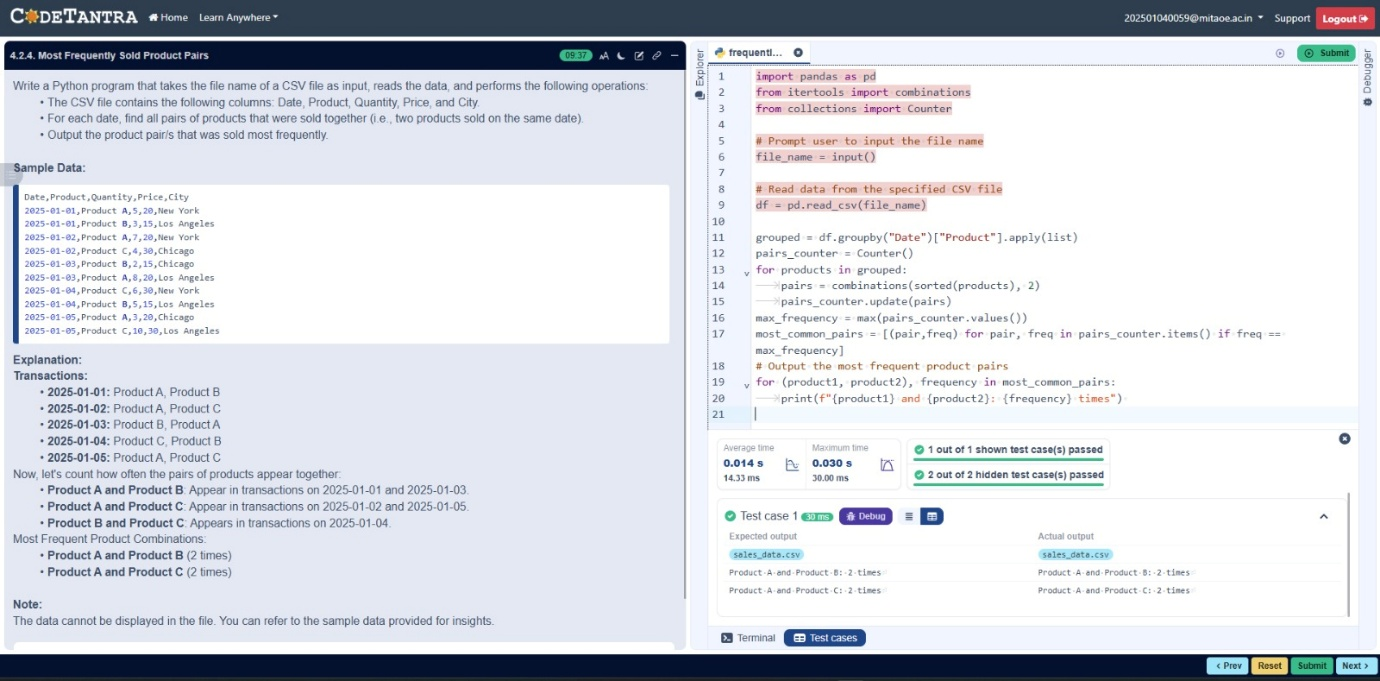 CODETANTRA Home Learn Anywhere 202501040059@mitaoe.ac.in Support Logout
4.2.4. Most Frequently Sold Product Pairs 09:37 AA
Write a Python program that takes the file name of a CSV file as input, reads the data, and performs the following operations:
• The CSV file contains the following columns: Date, Product, Quantity, Price, and City.
• For each date, find all pairs of products that were sold together (i.e., two products sold on the same date).
• Output the product pair/s that was sold most frequently.
Sample Data:
Date,Product,Quantity,Price,City
2025-01-01,Product A,5,20,New York
2025-01-01,Product B,3,15,Los Angeles
2025-01-02,Product A,7,20,New York
2025-01-02,Product C,4,30,Chicago
2025-01-03,Product B,2,15,Chicago
2025-01-03,Product A,8,20,Los Angeles
2025-01-04,Product C,6,30,New York
2025-01-04,Product B,5,15,Los Angeles
2025-01-05,Product A,3,20,Chicago
2025-01-05,Product C,10,30,Los Angeles
Explanation:
Transactions:
• 2025-01-01: Product A, Product B
• 2025-01-02: Product A, Product C
• 2025-01-03: Product B, Product A
• 2025-01-04: Product C, Product B
• 2025-01-05: Product A, Product C
Now, let's count how often the pairs of products appear together:
• Product A and Product B: Appear in transactions on 2025-01-01 and 2025-01-03.
• Product A and Product C: Appear in transactions on 2025-01-02 and 2025-01-05.
• Product B and Product C: Appears in transactions on 2025-01-04.
Most Frequent Product Combinations:
• Product A and Product B (2 times)
• Product A and Product C (2 times)
Note:
The data cannot be displayed in the file. You can refer to the sample data provided for insights.
Explorer
frequentl... Submit
Debugger
1 import pandas as pd
2 from itertools import combinations
3 from collections import Counter
4
5 # Prompt user to input the file name
6 file_name = input()
7
8 # Read data from the specified CSV file
9 df = pd.read_csv(file_name)
10
11 grouped = df.groupby("Date")["Product"].apply(list)
12 pairs_counter = Counter()
13 for products in grouped:
14 pairs = combinations(sorted(products), 2)
15 pairs_counter.update(pairs)
16 max_frequency = max(pairs_counter.values())
17 most_common_pairs = [(pair,freq) for pair, freq in pairs_counter.items() if freq ==
max_frequency]
18 # Output the most frequent product pairs
19 for (product1, product2), frequency in most_common_pairs:
20 print(f"{product1} and {product2}: {frequency} times")
21
Average time Maximum time
0.014 s 0.030 s
14.33 ms 30.00 ms
1 out of 1 shown test case(s) passed
2 out of 2 hidden test case(s) passed
Test case 1 30 ms Debug
Expected output Actual output
sales_data.csv sales_data.csv
Product A and Product B: 2 times Product A and Product B: 2 times
Product A and Product C: 2 times Product A and Product C: 2 times
Terminal Test cases
< Prev Reset Submit Next >